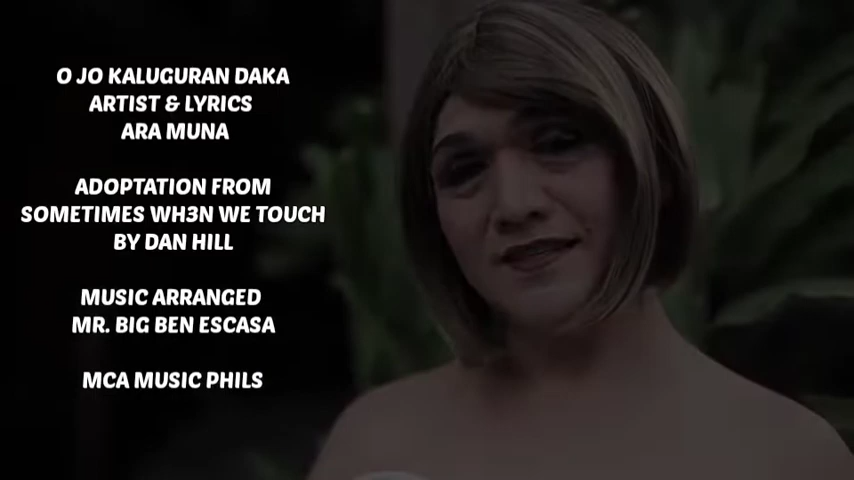 O JO KALUGURAN DAKA
ARTIST & LYRICS
ARA MUNA
ADOPTATION FROM
SOMETIMES WH3N WE TOUCH
BY DAN HILL
MUSIC ARRANGED
MR. BIG BEN ESCASA
MCA MUSIC PHILS